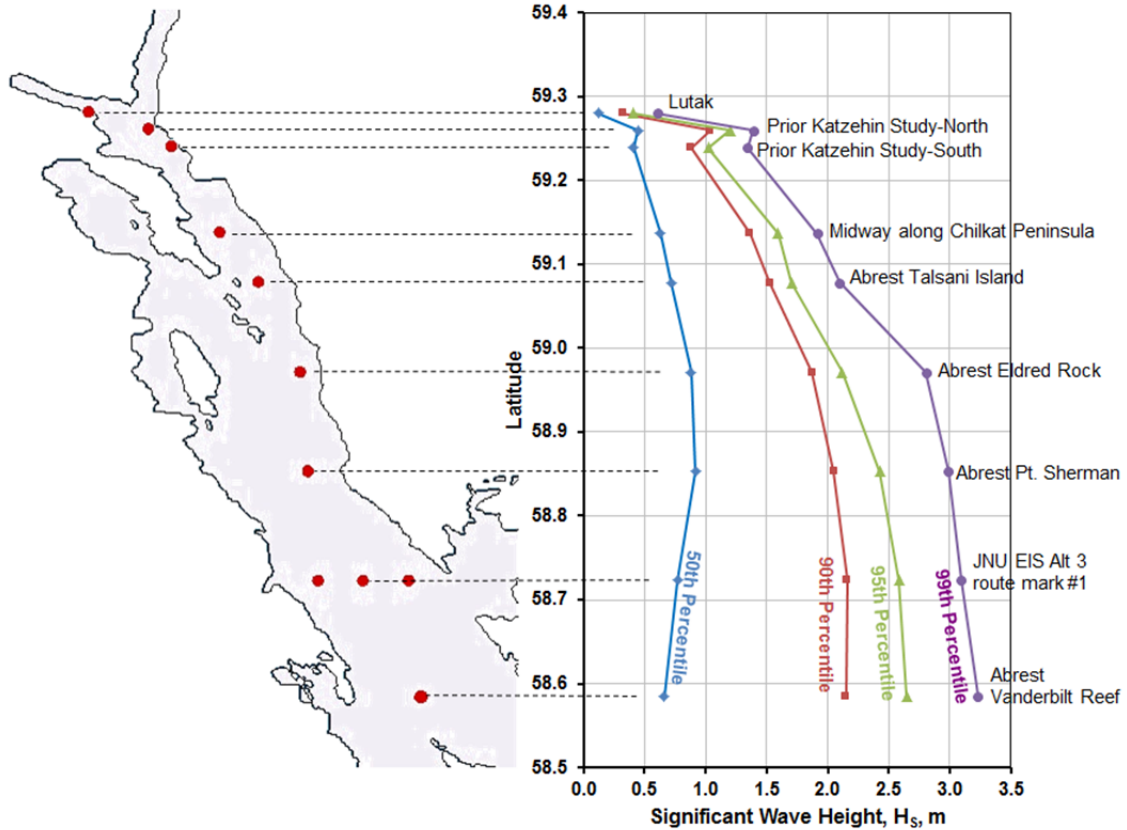 59.4
59.3
59.2
59.1
59.0
58.9
58.8
58.7
58.6
58.5
Latitude
Lutak
Prior Katzehin Study-North
Prior Katzehin Study-South
Midway along Chilkat Peninsula
Abrest Talsani Island
Abrest Eldred Rock
Abrest Pt. Sherman
JNU EIS Alt 3
route mark #1
Abrest
Vanderbilt Reef
50th Percentile
90th Percentile
95th Percentile
99th Percentile
0.0 0.5 1.0 1.5 2.0 2.5 3.0 3.5
Significant Wave Height, HS, m